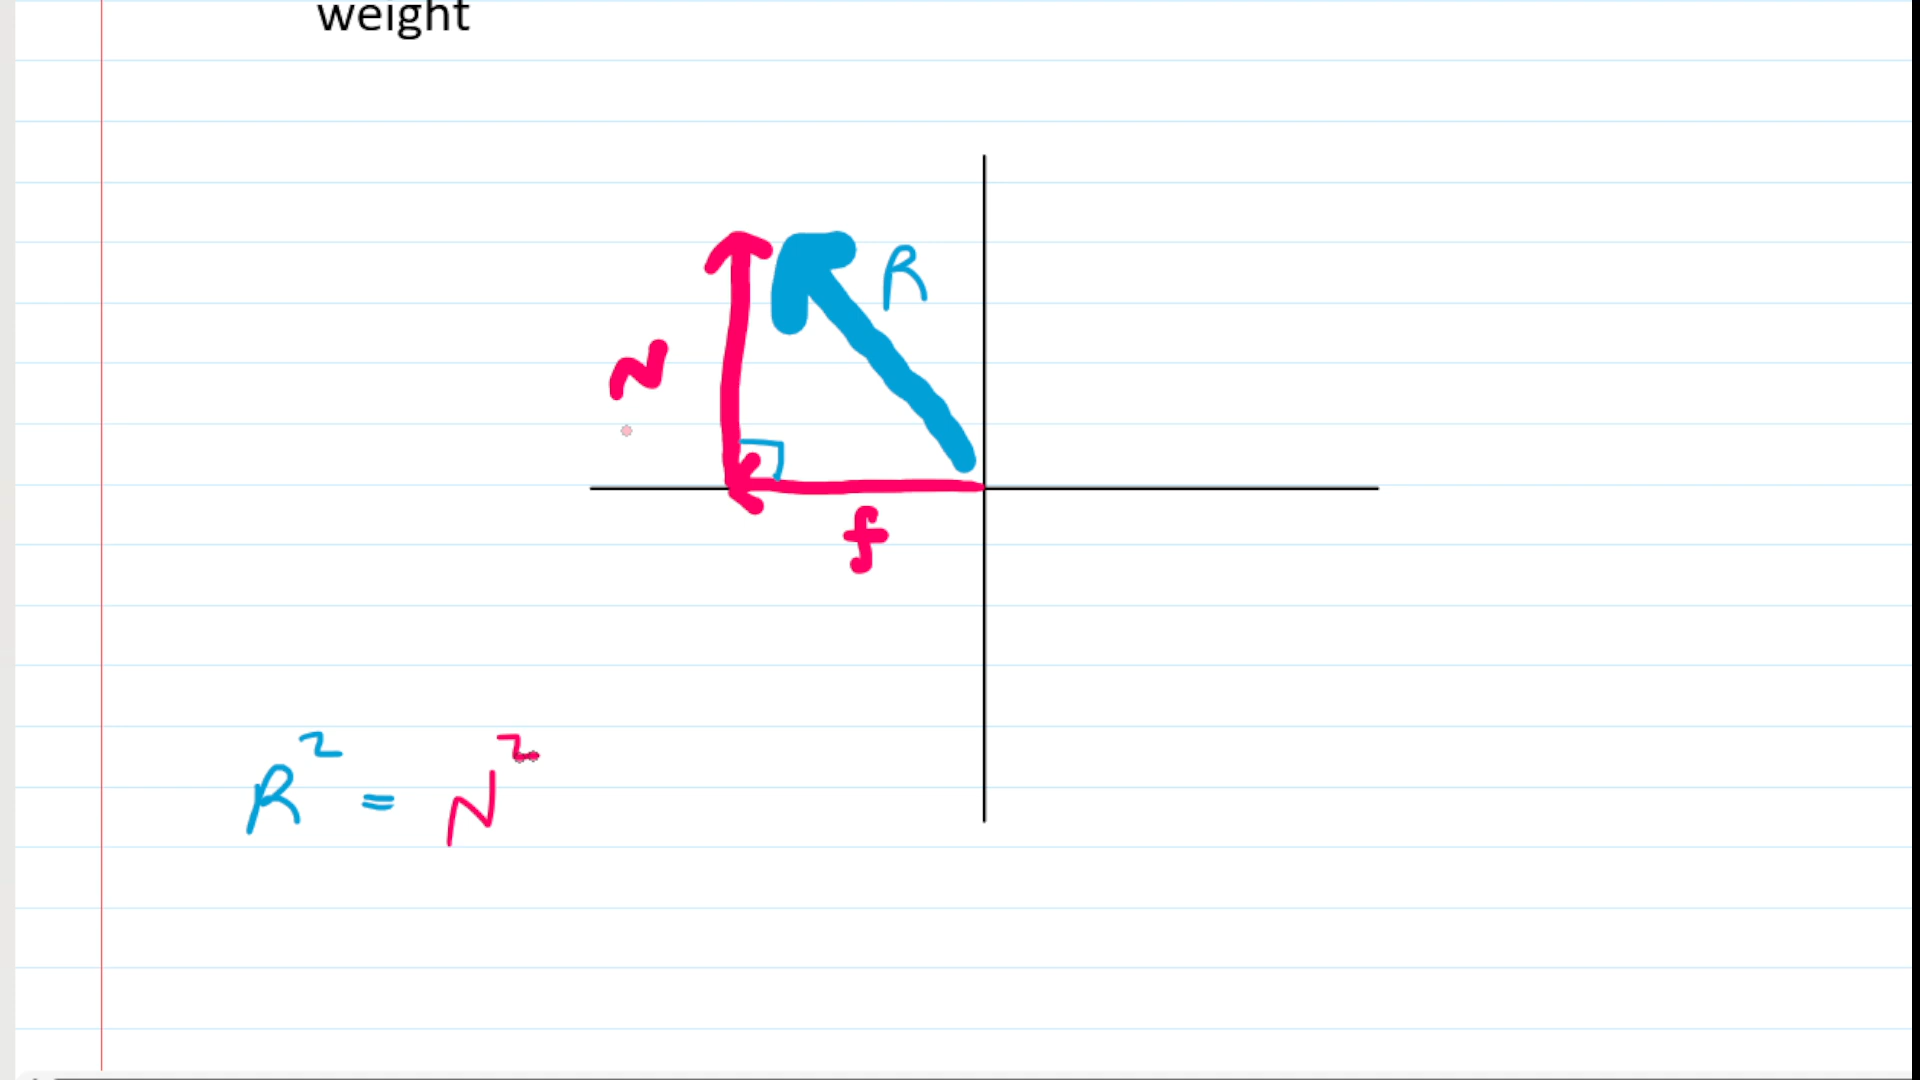 weight
R
N
f
R² = N²